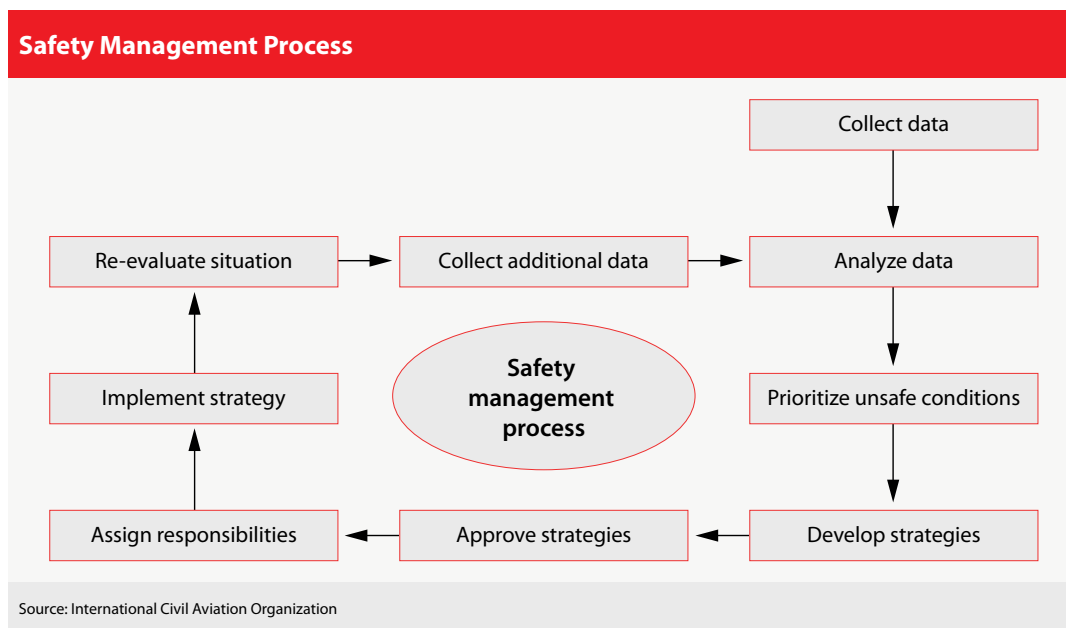 Safety Management Process
Collect data
Re-evaluate situation
Collect additional data
Analyze data
Safety
management
process
Implement strategy
Prioritize unsafe conditions
Assign responsibilities
Approve strategies
Develop strategies
Source: International Civil Aviation Organization